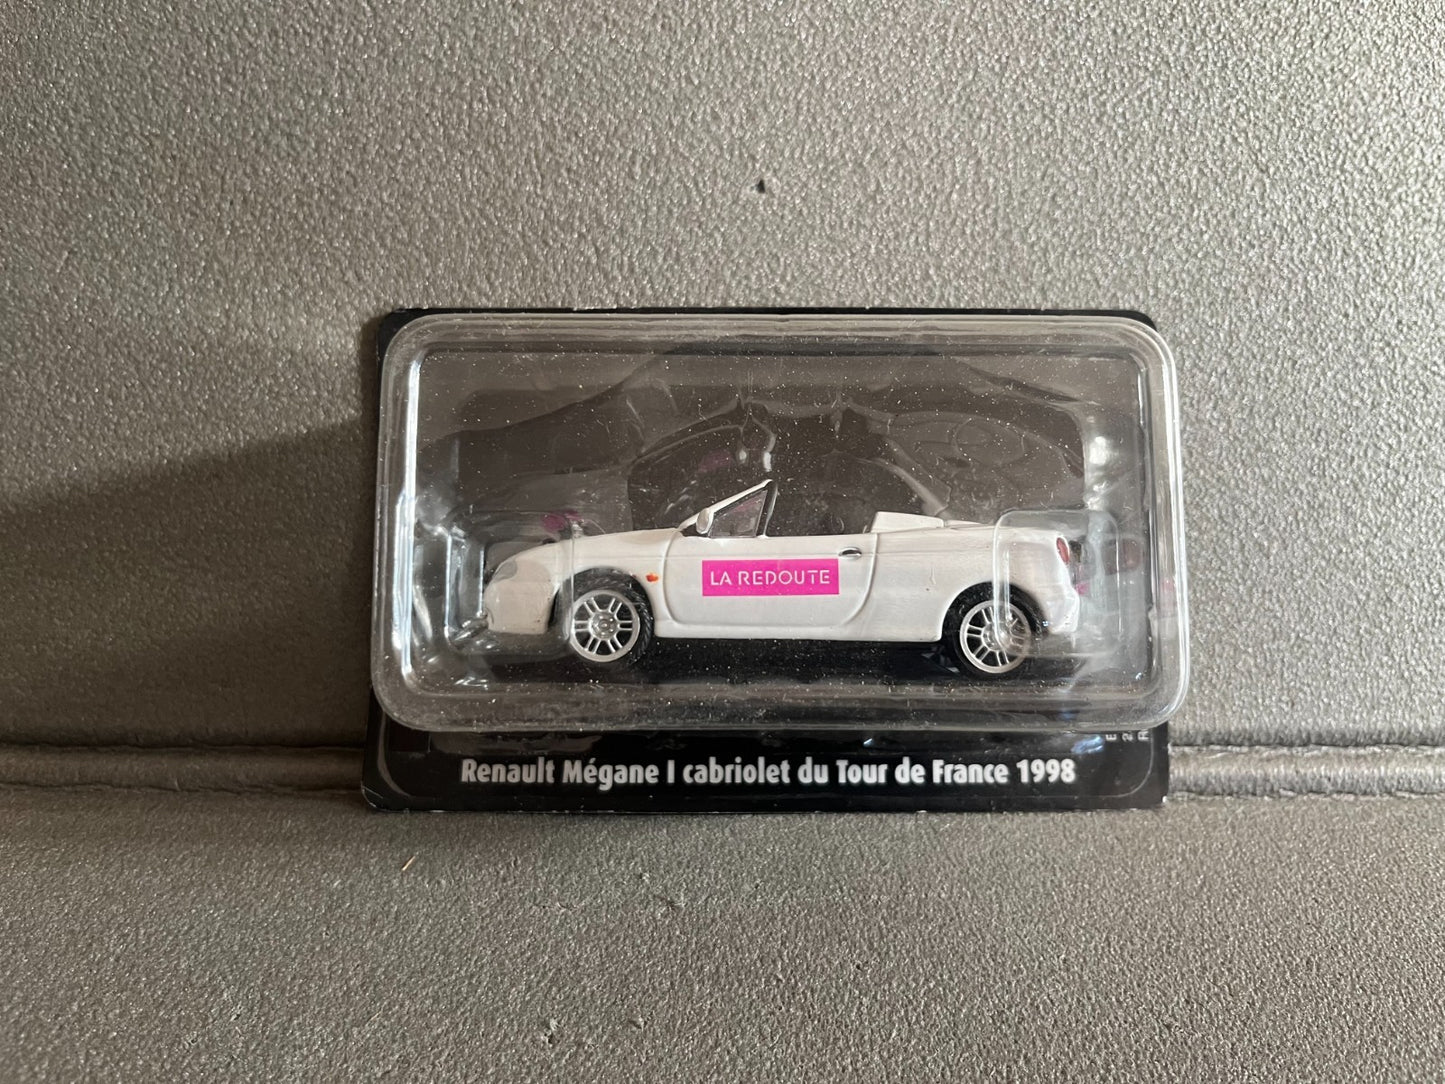 LA REDOUTE
Renault Mégane I cabriolet du Tour de France 1998